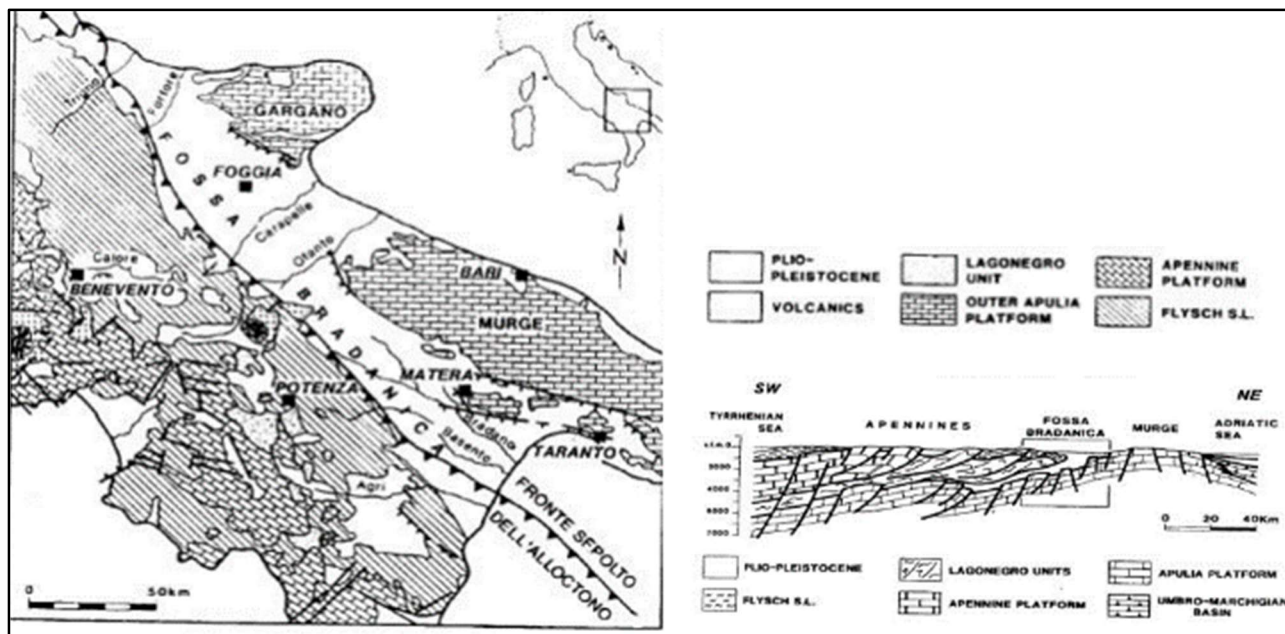 Trigno
Fortore
GARGANO
FOSSA
FOGGIA
Carapelle
Ofanto
N
Calore
BENEVENTO
BARI
BRADANICA
MURGE
MATERA
POTENZA
Bradano
Basento
TARANTO
Agri
FRONTE SEPOLTO
DELL'ALLOCTONO
0 50km
PLIO-
PLEISTOCENE
LAGONEGRO
UNIT
APENNINE
PLATFORM
VOLCANICS
OUTER APULIA
PLATFORM
FLYSCH S.L.
SW NE
TYRRHENIAN
SEA
APENNINES
FOSSA
BRADANICA
MURGE
ADRIATIC
SEA
0 20 40Km
PLIO-PLEISTOCENE
LAGONEGRO UNITS
APULIA PLATFORM
FLYSCH S.L.
APENNINE PLATFORM
UMBRO-MARCHIGIAN
BASIN